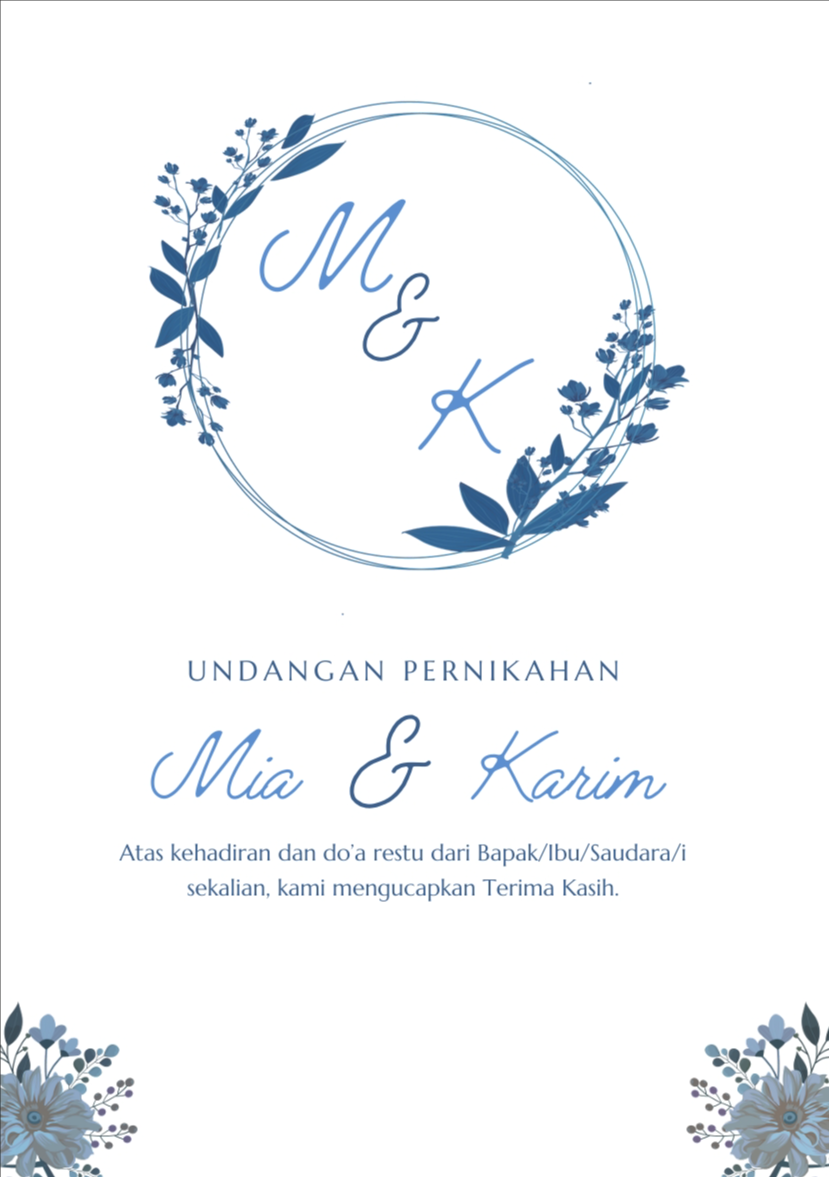 M
&
K
UNDANGAN PERNIKAHAN
Mia & Karim
Atas kehadiran dan do’a restu dari Bapak/Ibu/Saudara/i
sekalian, kami mengucapkan Terima Kasih.